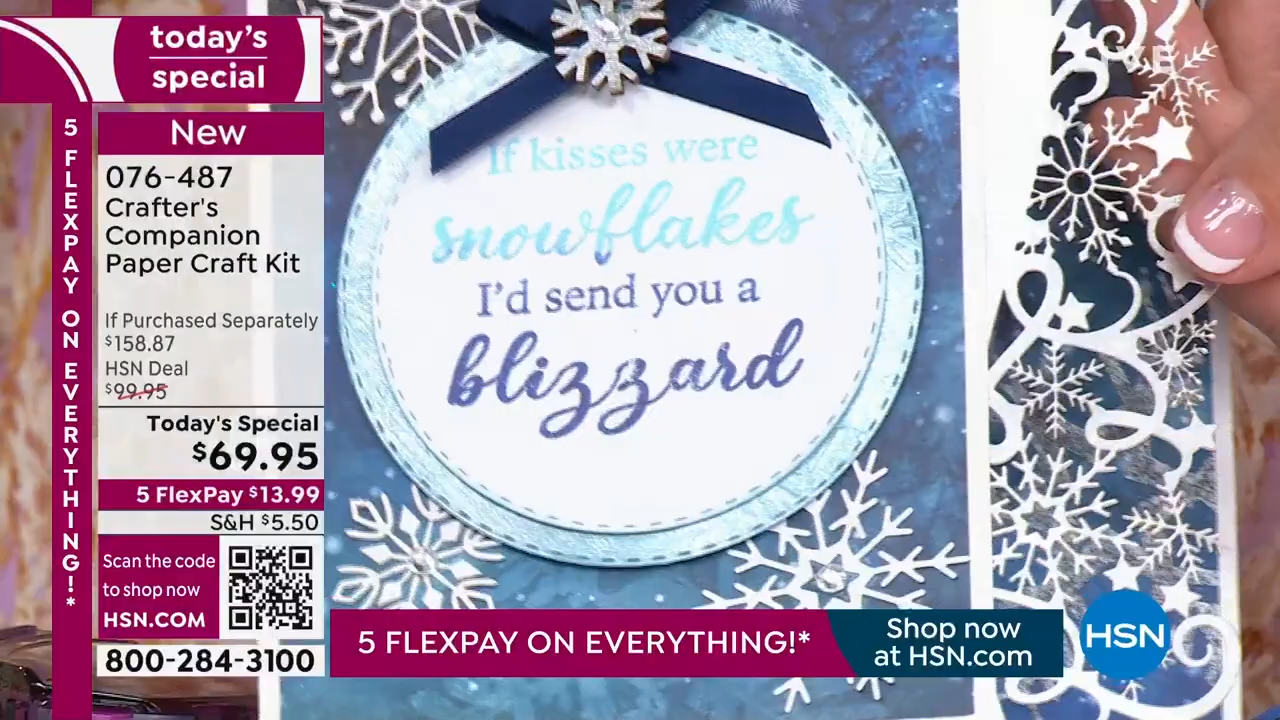 today's
special
5 FLEXPAY ON EVERYTHING!*
New
076-487
Crafter's
Companion
Paper Craft Kit
If Purchased Separately
$158.87
HSN Deal
$99.95
Today's Special
$69.95
5 FlexPay $13.99
S&H $5.50
Scan the code
to shop now
HSN.COM
800-284-3100
If kisses were
snowflakes
I'd send you a
blizzard
LIVE
5 FLEXPAY ON EVERYTHING!*
Shop now
at HSN.com
HSN